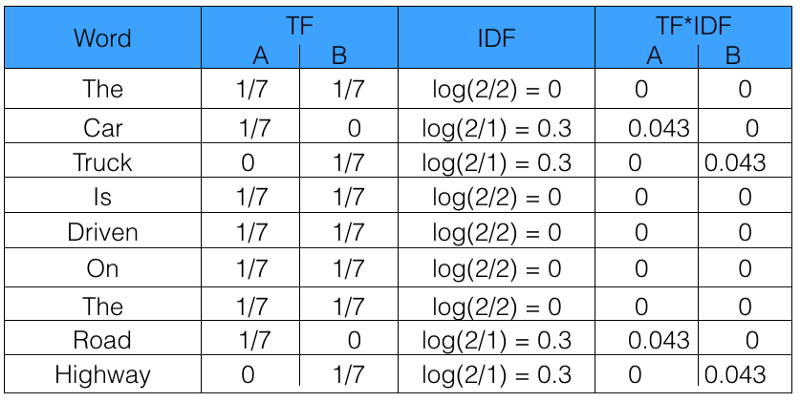 Word TF IDF TF*IDF
A B A B
The 1/7 1/7 log(2/2) = 0 0 0
Car 1/7 0 log(2/1) = 0.3 0.043 0
Truck 0 1/7 log(2/1) = 0.3 0 0.043
Is 1/7 1/7 log(2/2) = 0 0 0
Driven 1/7 1/7 log(2/2) = 0 0 0
On 1/7 1/7 log(2/2) = 0 0 0
The 1/7 1/7 log(2/2) = 0 0 0
Road 1/7 0 log(2/1) = 0.3 0.043 0
Highway 0 1/7 log(2/1) = 0.3 0 0.043